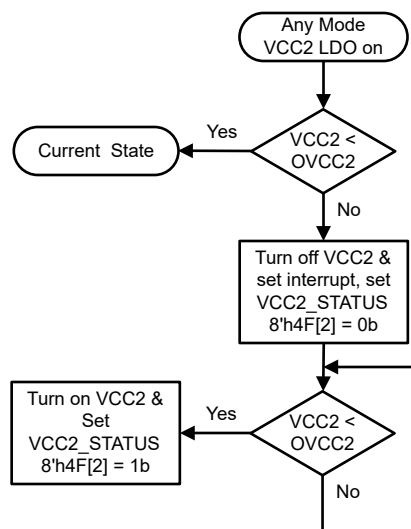 Any Mode
VCC2 LDO on
Yes
Current State
VCC2 <
OVCC2
No
Turn off VCC2 &
set interrupt, set
VCC2_STATUS
8'h4F[2] = 0b
Turn on VCC2 &
Set
VCC2_STATUS
8'h4F[2] = 1b
Yes
VCC2 <
OVCC2
No